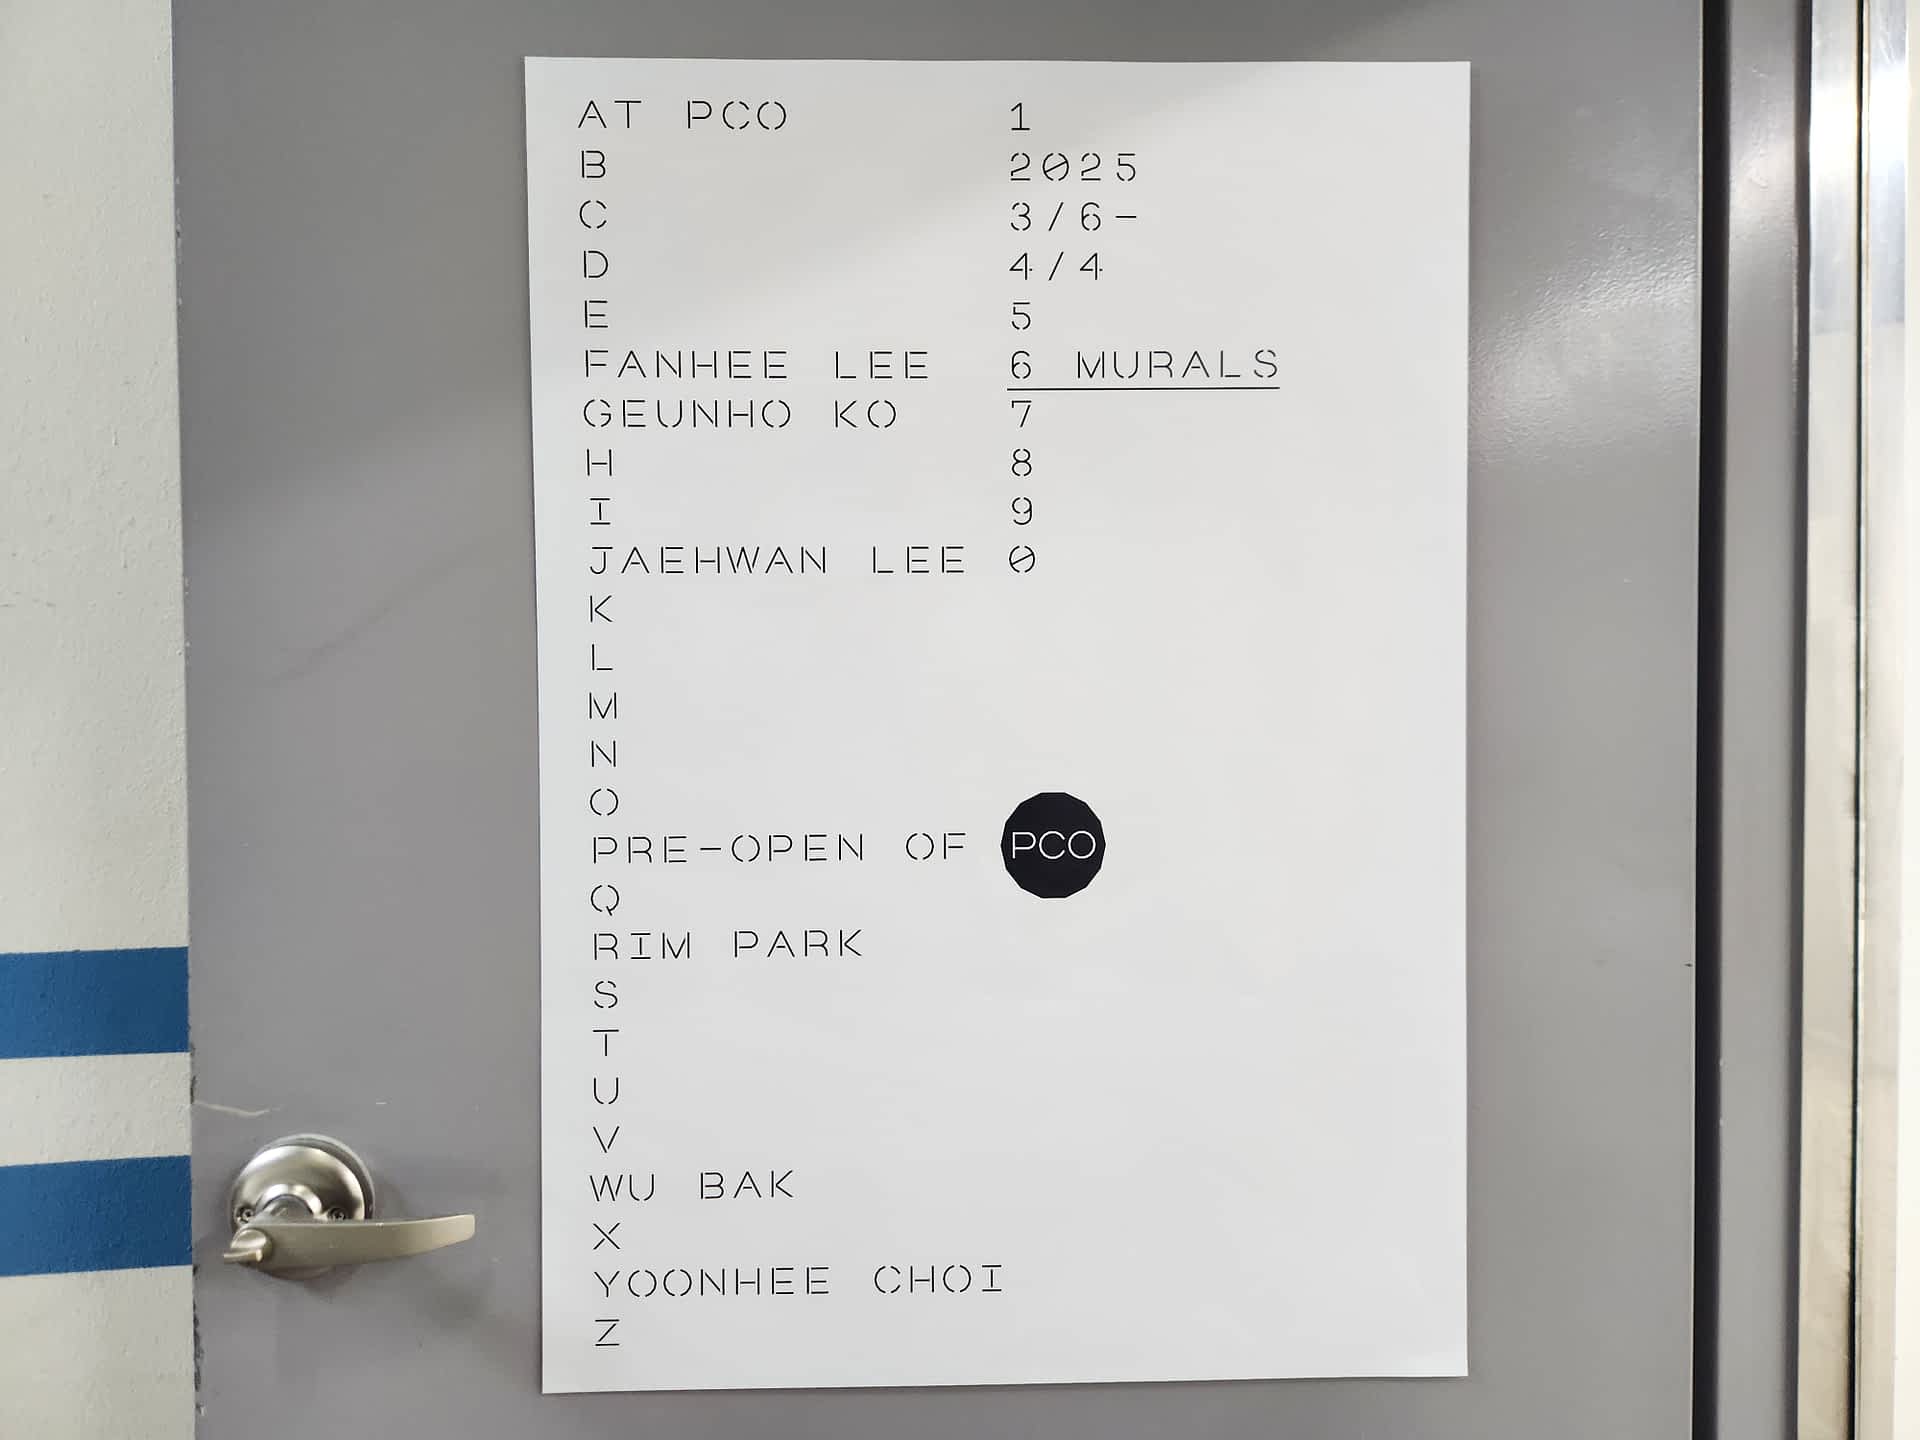 AT PCO 1
B 2025
C 3/6-
D 4/4
E 5
FANHEE LEE 6 MURALS
GEUNHO KO 7
H 8
I 9
JAEHWAN LEE 0
K
L
M
N
O
PRE-OPEN OF PCO
Q
RIM PARK
S
T
U
V
WU BAK
X
YOONHEE CHOI
Z